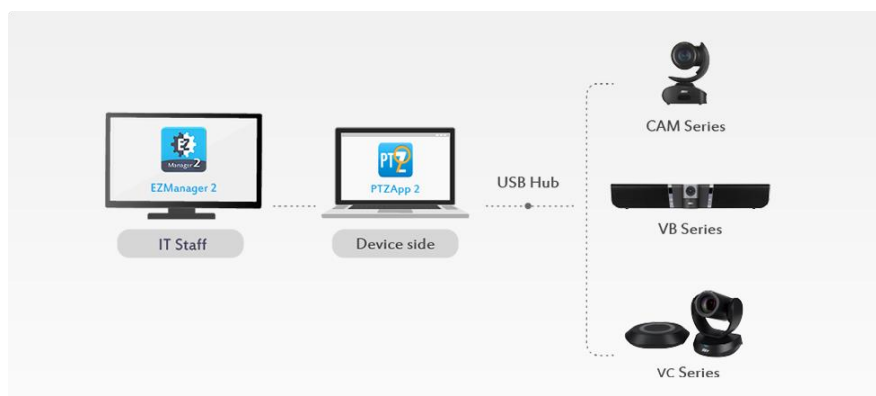 EZ
Manager 2
EZManager 2
IT Staff
PTZ
PTZApp 2
Device side
USB Hub
CAM Series
VB Series
VC Series